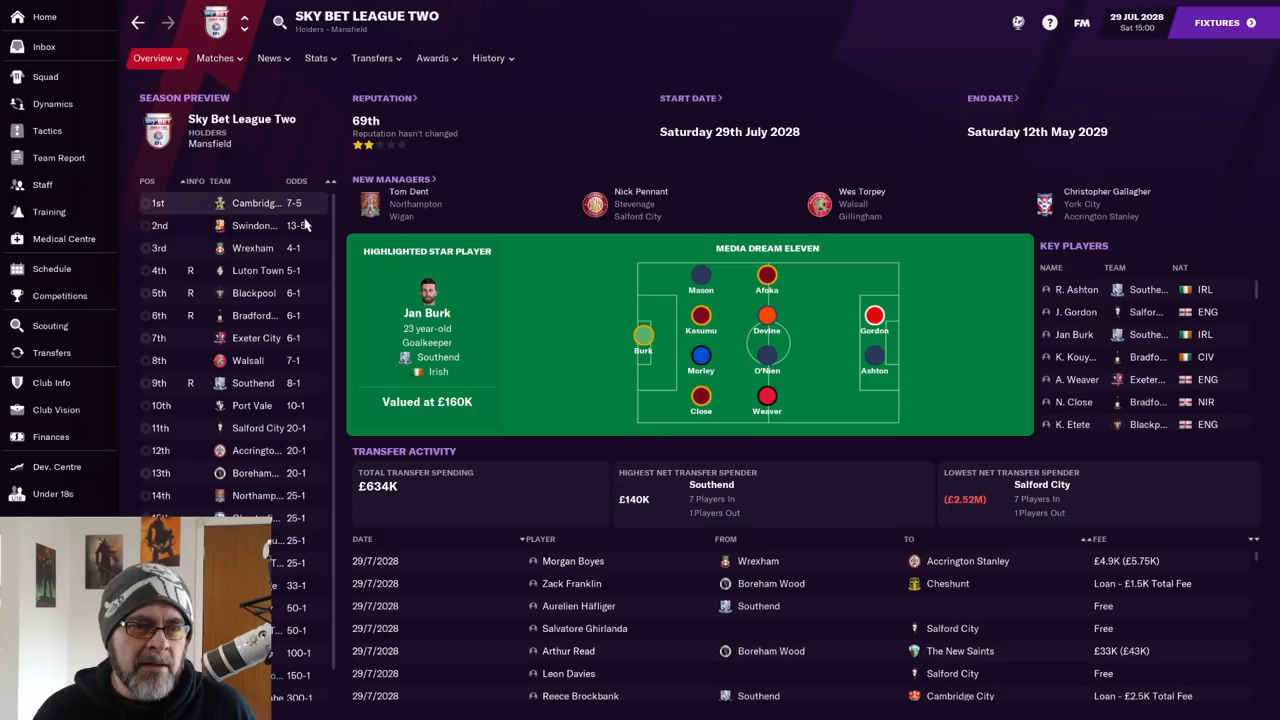 Home
SKY BET LEAGUE TWO
Holders - Mansfield
FM
29 JUL 2028
Sat 15:00
FIXTURES
Inbox
Squad
Dynamics
Tactics
Team Report
Staff
Training
Medical Centre
Schedule
Competitions
Scouting
Transfers
Club Info
Club Vision
Finances
Dev. Centre
Under 18s
Overview
Matches
News
Stats
Transfers
Awards
History
SEASON PREVIEW
Sky Bet League Two
HOLDERS
Mansfield
POS INFO TEAM ODDS
1st Cambridg... 7-5
2nd Swindon...
3rd Wrexham 4-1
4th R Luton Town 5-1
5th R Blackpool 6-1
6th R Bradford... 6-1
7th Exeter City 6-1
8th Walsall 7-1
9th R Southend 8-1
10th Port Vale 10-1
11th Salford City 20-1
12th Accringto... 20-1
13th Boreham... 20-1
14th Northamp... 25-1
25-1
25-1
25-1
33-1
50-1
50-1
100-1
150-1
300-1
REPUTATION
69th
Reputation hasn't changed
START DATE
Saturday 29th July 2028
END DATE
Saturday 12th May 2029
NEW MANAGERS
Tom Dent
Northampton
Wigan
Nick Pennant
Stevenage
Salford City
Wes Torpey
Walsall
Gillingham
Christopher Gallagher
York City
Accrington Stanley
HIGHLIGHTED STAR PLAYER
Jan Burk
23 year-old
Goalkeeper
Southend
Irish
Valued at £160K
MEDIA DREAM ELEVEN
Mason
Afoka
Kasumu
Devine
Gordon
Burk
Morley
O'Nien
Ashton
Close
Weaver
KEY PLAYERS
NAME TEAM NAT
R. Ashton Southe... IRL
J. Gordon Salfor... ENG
Jan Burk Southe... IRL
K. Kouy... Bradfo... CIV
A. Weaver Exeter... ENG
N. Close Bradfo... NIR
K. Etete Blackp... ENG
TRANSFER ACTIVITY
TOTAL TRANSFER SPENDING
£634K
HIGHEST NET TRANSFER SPENDER
£140K
Southend
7 Players In
1 Players Out
LOWEST NET TRANSFER SPENDER
(£2.52M)
Salford City
7 Players In
1 Players Out
DATE PLAYER FROM TO FEE
29/7/2028 Morgan Boyes Wrexham Accrington Stanley £4.9K (£5.75K)
29/7/2028 Zack Franklin Boreham Wood Cheshunt Loan - £1.5K Total Fee
29/7/2028 Aurelien Häfliger Southend Free
29/7/2028 Salvatore Ghirlanda Salford City Free
29/7/2028 Arthur Read Boreham Wood The New Saints £33K (£43K)
29/7/2028 Leon Davies Salford City Free
29/7/2028 Reece Brockbank Southend Cambridge City Loan - £2.5K Total Fee